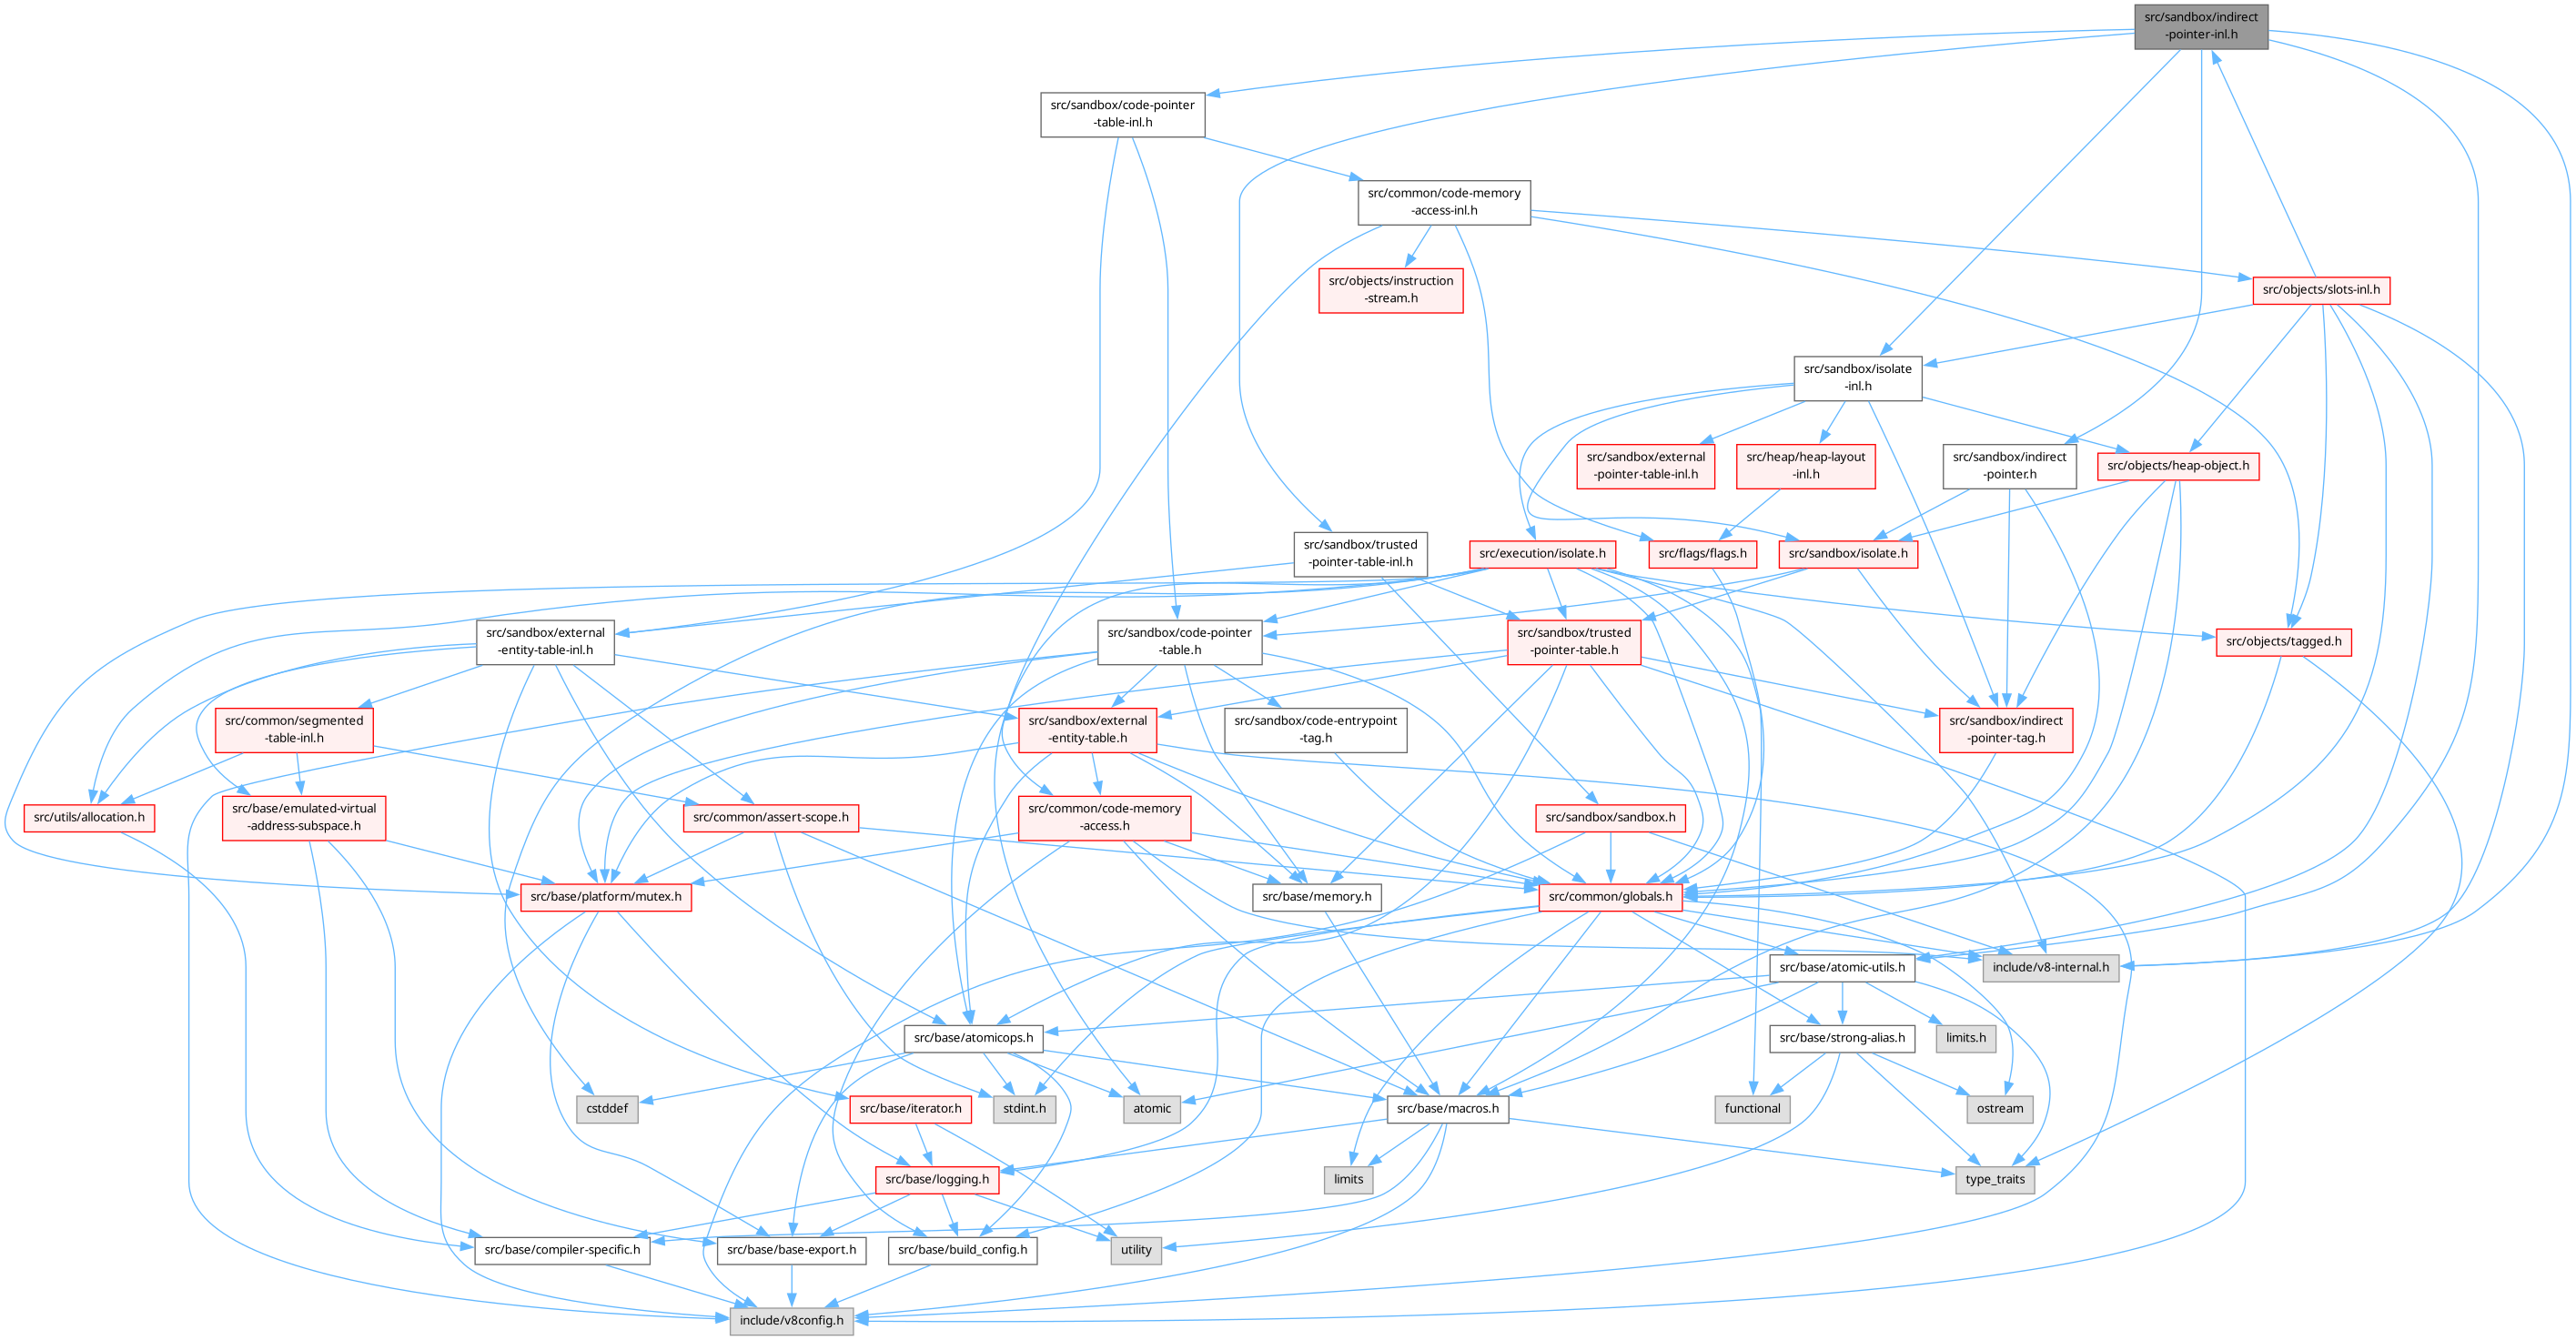 src/sandbox/indirect
-pointer-inl.h
src/sandbox/code-pointer
-table-inl.h
src/common/code-memory
-access-inl.h
src/objects/instruction
-stream.h
src/objects/slots-inl.h
src/sandbox/isolate
-inl.h
src/sandbox/external
-pointer-table-inl.h
src/heap/heap-layout
-inl.h
src/sandbox/indirect
-pointer.h
src/objects/heap-object.h
src/sandbox/trusted
-pointer-table-inl.h
src/execution/isolate.h
src/flags/flags.h
src/sandbox/isolate.h
src/sandbox/external
-entity-table-inl.h
src/sandbox/code-pointer
-table.h
src/sandbox/trusted
-pointer-table.h
src/objects/tagged.h
src/common/segmented
-table-inl.h
src/sandbox/external
-entity-table.h
src/sandbox/code-entrypoint
-tag.h
src/sandbox/indirect
-pointer-tag.h
src/utils/allocation.h
src/base/emulated-virtual
-address-subspace.h
src/common/assert-scope.h
src/common/code-memory
-access.h
src/sandbox/sandbox.h
src/base/platform/mutex.h
src/base/memory.h
src/common/globals.h
src/base/atomic-utils.h
include/v8-internal.h
src/base/atomicops.h
src/base/strong-alias.h
limits.h
cstddef
src/base/iterator.h
stdint.h
atomic
src/base/macros.h
functional
ostream
src/base/logging.h
limits
type_traits
src/base/compiler-specific.h
src/base/base-export.h
src/base/build_config.h
utility
include/v8config.h